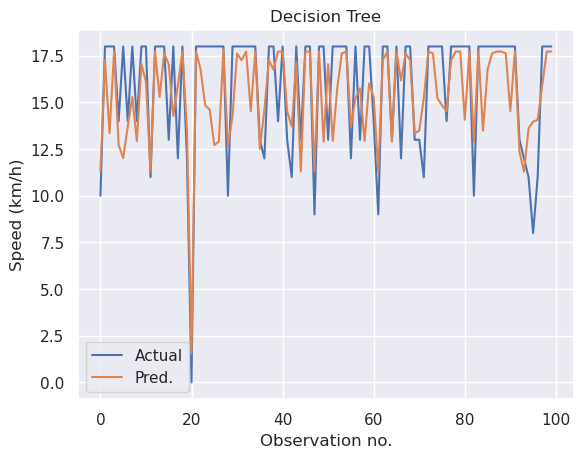 Decision Tree
17.5
15.0
12.5
10.0
7.5
5.0
2.5
0.0
Speed (km/h)
Actual
Pred.
0 20 40 60 80 100
Observation no.